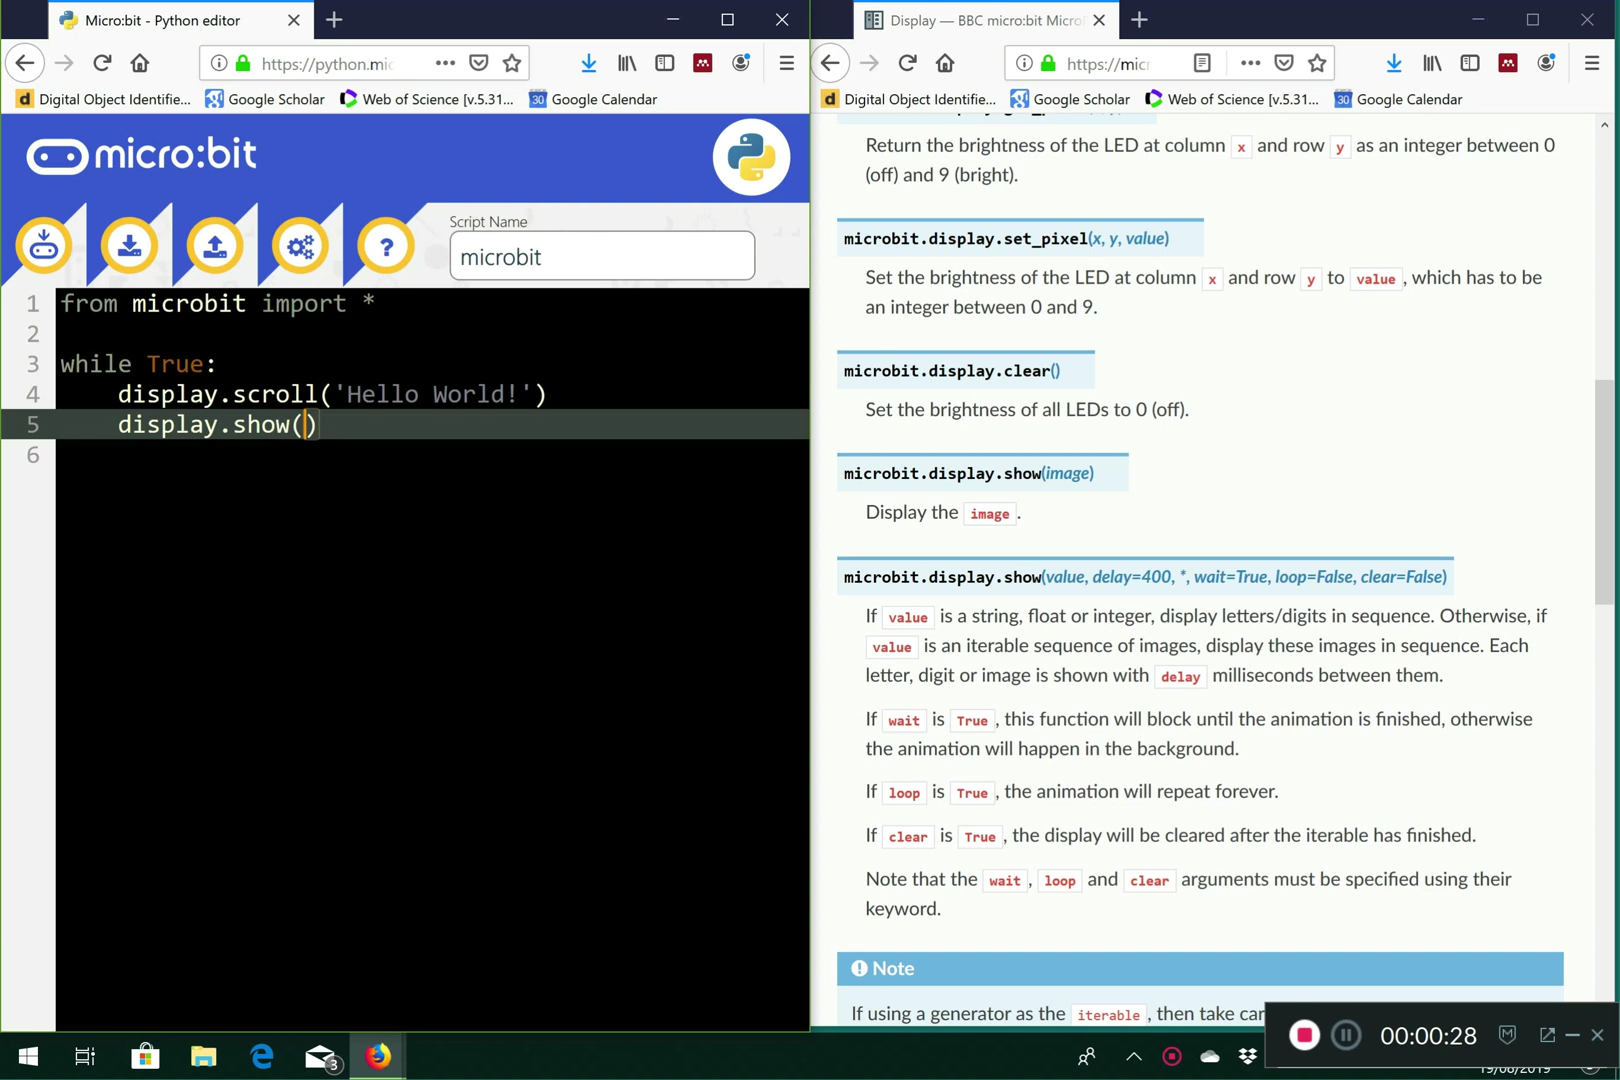 Micro:bit - Python editor
Display — BBC micro:bit Micro
https://python.mic
https://micr
Digital Object Identifie...
Google Scholar
Web of Science [v.5.31...
30
Google Calendar
Digital Object Identifie...
Google Scholar
Web of Science [v.5.31...
30
Google Calendar
micro:bit
Script Name
microbit
1 from microbit import *
2
3 while True:
4 display.scroll('Hello World!')
5 display.show()
6
Return the brightness of the LED at column x and row y as an integer between 0
(off) and 9 (bright).
microbit.display.set_pixel(x, y, value)
Set the brightness of the LED at column x and row y to value, which has to be
an integer between 0 and 9.
microbit.display.clear()
Set the brightness of all LEDs to 0 (off).
microbit.display.show(image)
Display the image.
microbit.display.show(value, delay=400, *, wait=True, loop=False, clear=False)
If value is a string, float or integer, display letters/digits in sequence. Otherwise, if
value is an iterable sequence of images, display these images in sequence. Each
letter, digit or image is shown with delay milliseconds between them.
If wait is True, this function will block until the animation is finished, otherwise
the animation will happen in the background.
If loop is True, the animation will repeat forever.
If clear is True, the display will be cleared after the iterable has finished.
Note that the wait, loop and clear arguments must be specified using their
keyword.
Note
If using a generator as the iterable, then take car
00:00:28
3
19/08/2019